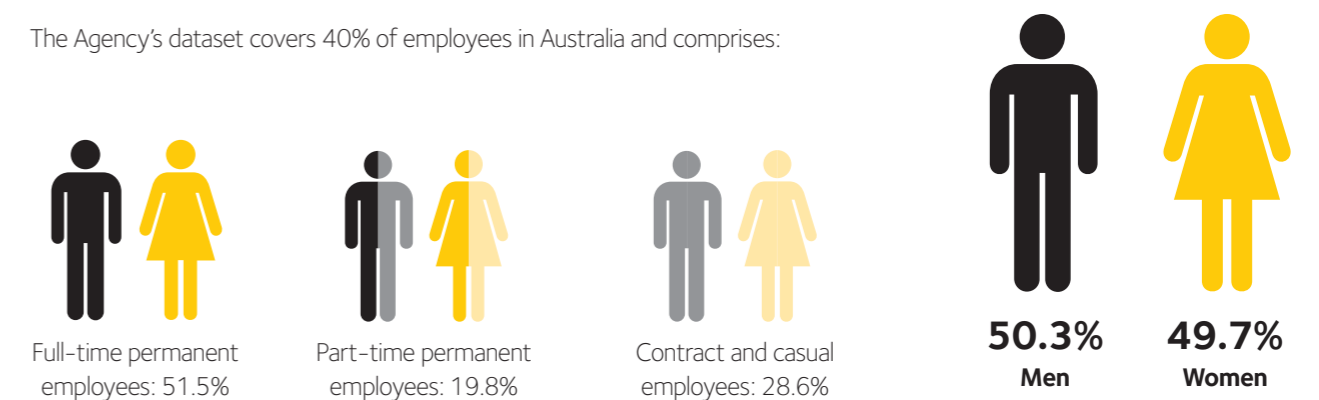 The Agency's dataset covers 40% of employees in Australia and comprises:
Full-time permanent
employees: 51.5%
Part-time permanent
employees: 19.8%
Contract and casual
employees: 28.6%
50.3%
Men
49.7%
Women